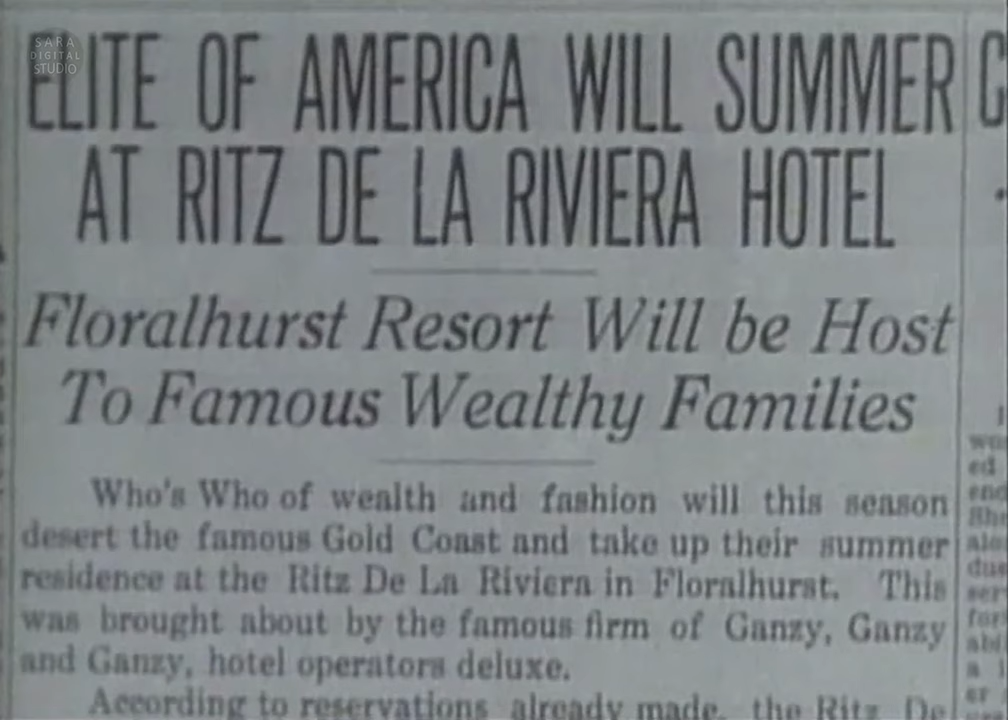 SARA
DIGITAL
STUDIO
ELITE OF AMERICA WILL SUMMER
AT RITZ DE LA RIVIERA HOTEL
Floralhurst Resort Will be Host
To Famous Wealthy Families
Who's Who of wealth and fashion will this season
desert the famous Gold Coast and take up their summer
residence at the Ritz De La Riviera in Floralhurst. This
was brought about by the famous firm of Ganzy, Ganzy
and Ganzy, hotel operators deluxe.
According to reservations already made, the Ritz De